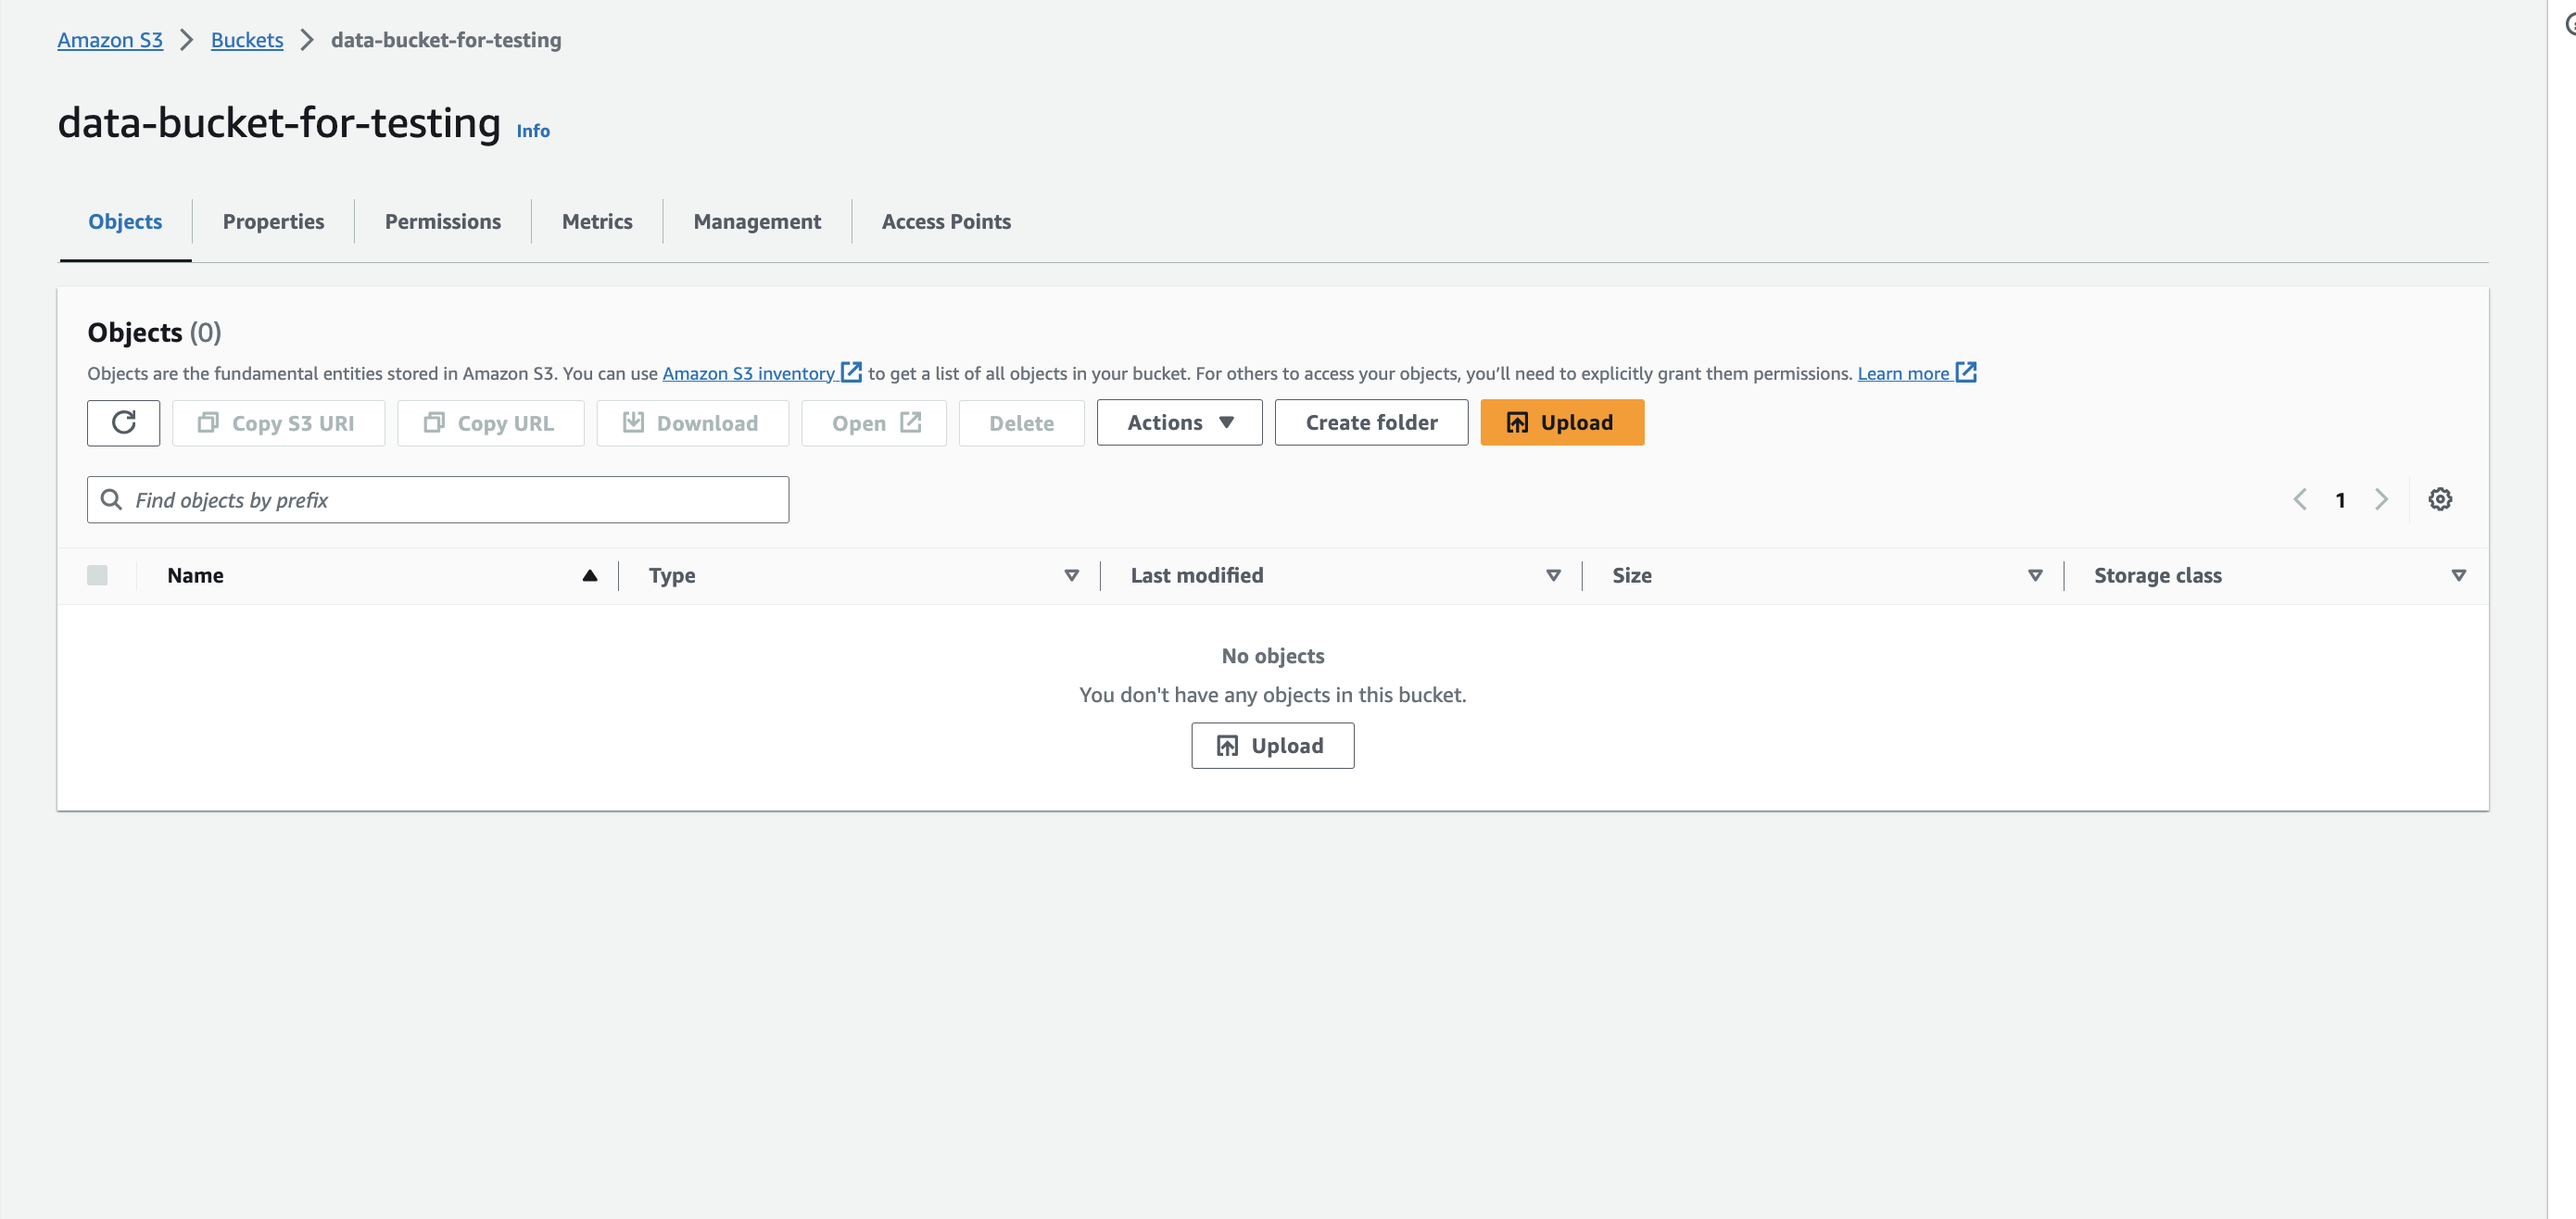 Amazon S3 > Buckets > data-bucket-for-testing
data-bucket-for-testing Info
Objects Properties Permissions Metrics Management Access Points
Objects (0)
Objects are the fundamental entities stored in Amazon S3. You can use Amazon S3 inventory to get a list of all objects in your bucket. For others to access your objects, you’ll need to explicitly grant them permissions. Learn more
Copy S3 URI Copy URL Download Open Delete Actions Create folder Upload
Find objects by prefix 1
Name Type Last modified Size Storage class
No objects
You don't have any objects in this bucket.
Upload